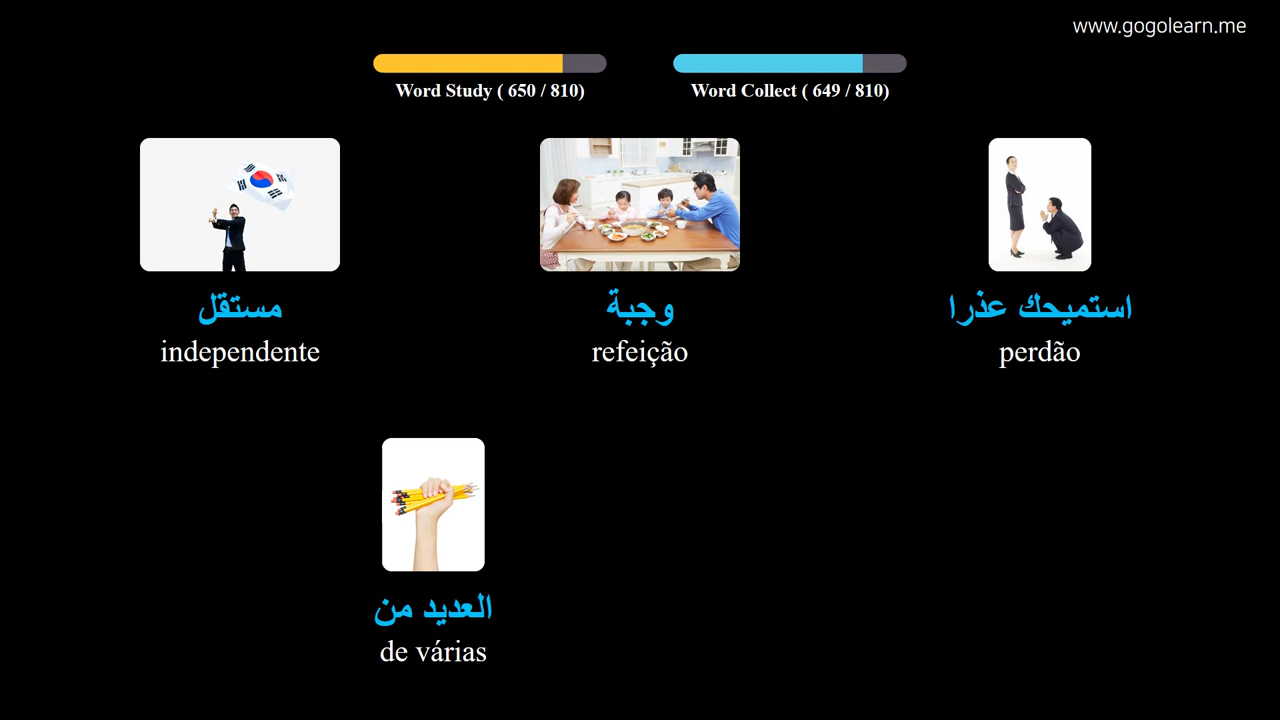 www.gogolearn.me
Word Study ( 650 / 810)
Word Collect ( 649 / 810)
مستقل
independente
وجبة
refeição
استميحك عذرا
perdão
العديد من
de várias